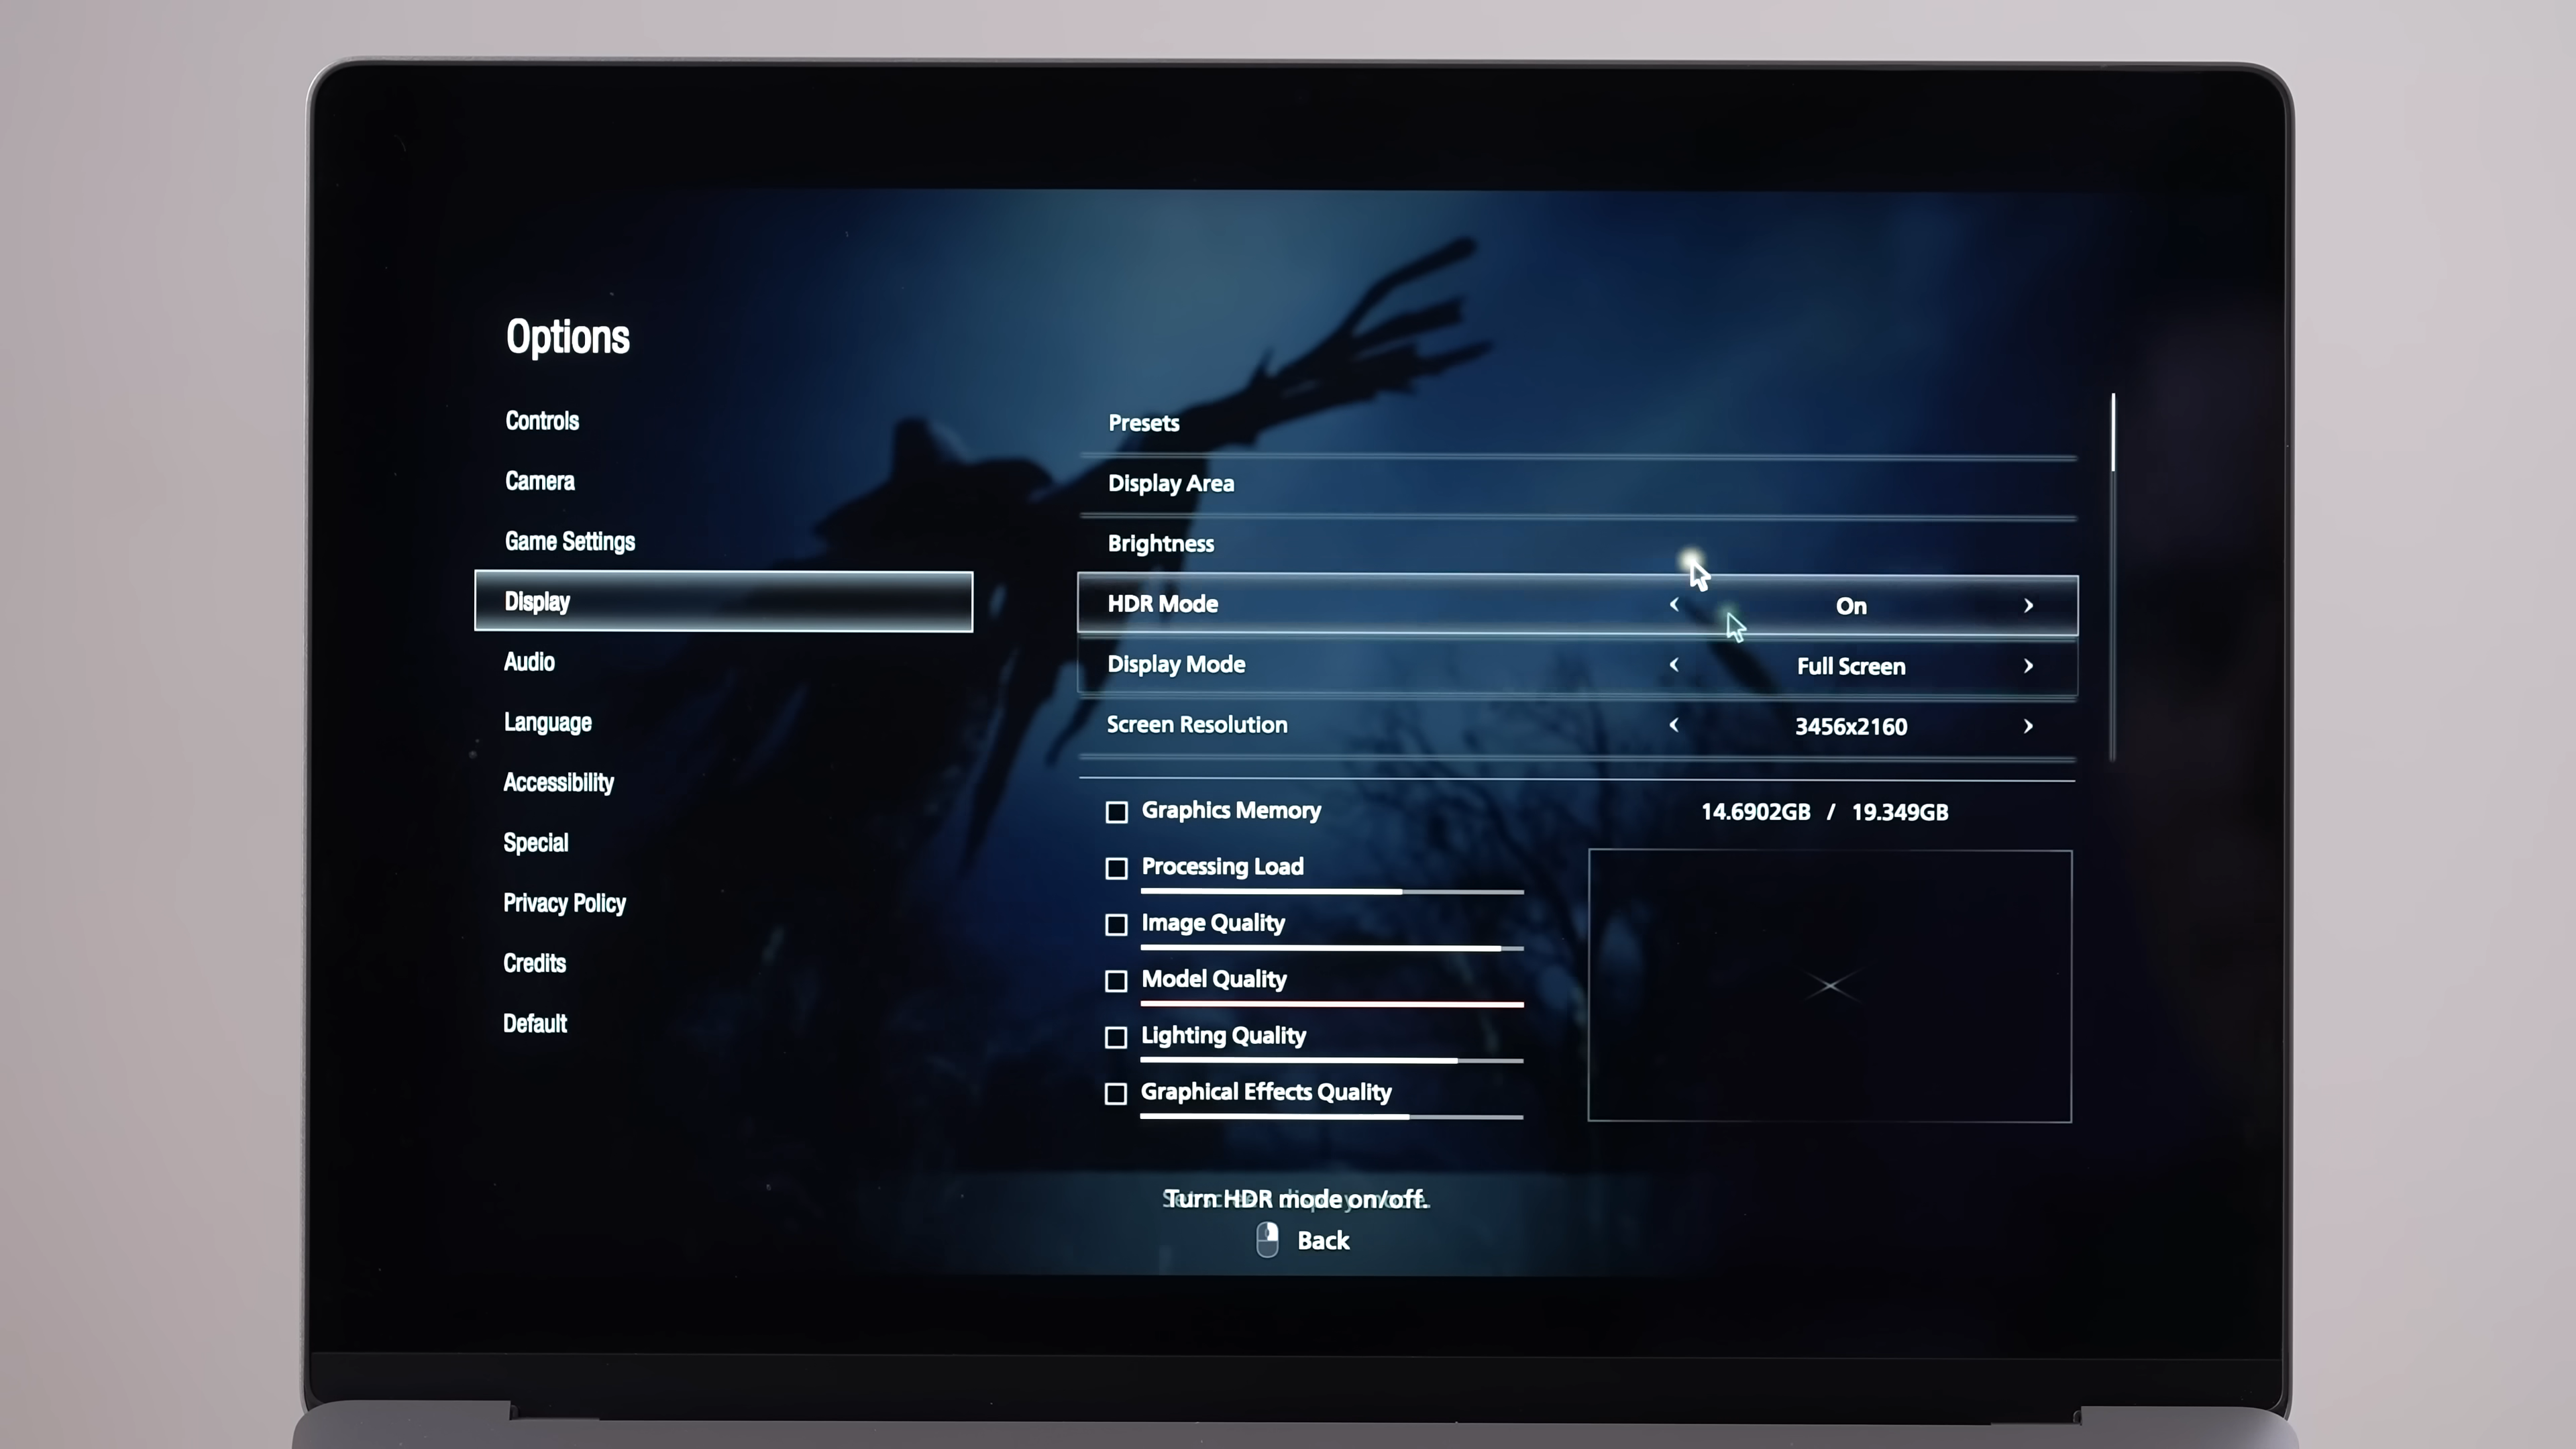 Options
Controls
Camera
Game Settings
Display
Audio
Language
Accessibility
Special
Privacy Policy
Credits
Default
Presets
Display Area
Brightness
HDR Mode On
Display Mode Full Screen
Screen Resolution 3456x2160
Graphics Memory 14.6902GB / 19.349GB
Processing Load
Image Quality
Model Quality
Lighting Quality
Graphical Effects Quality
Turn HDR mode on/off.
Back